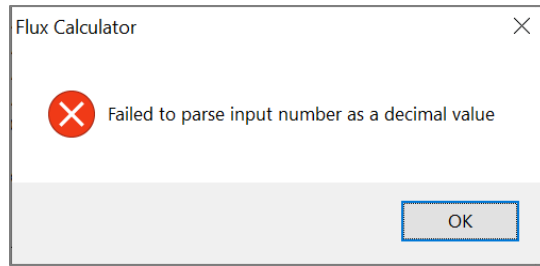 Flux Calculator
Failed to parse input number as a decimal value
OK